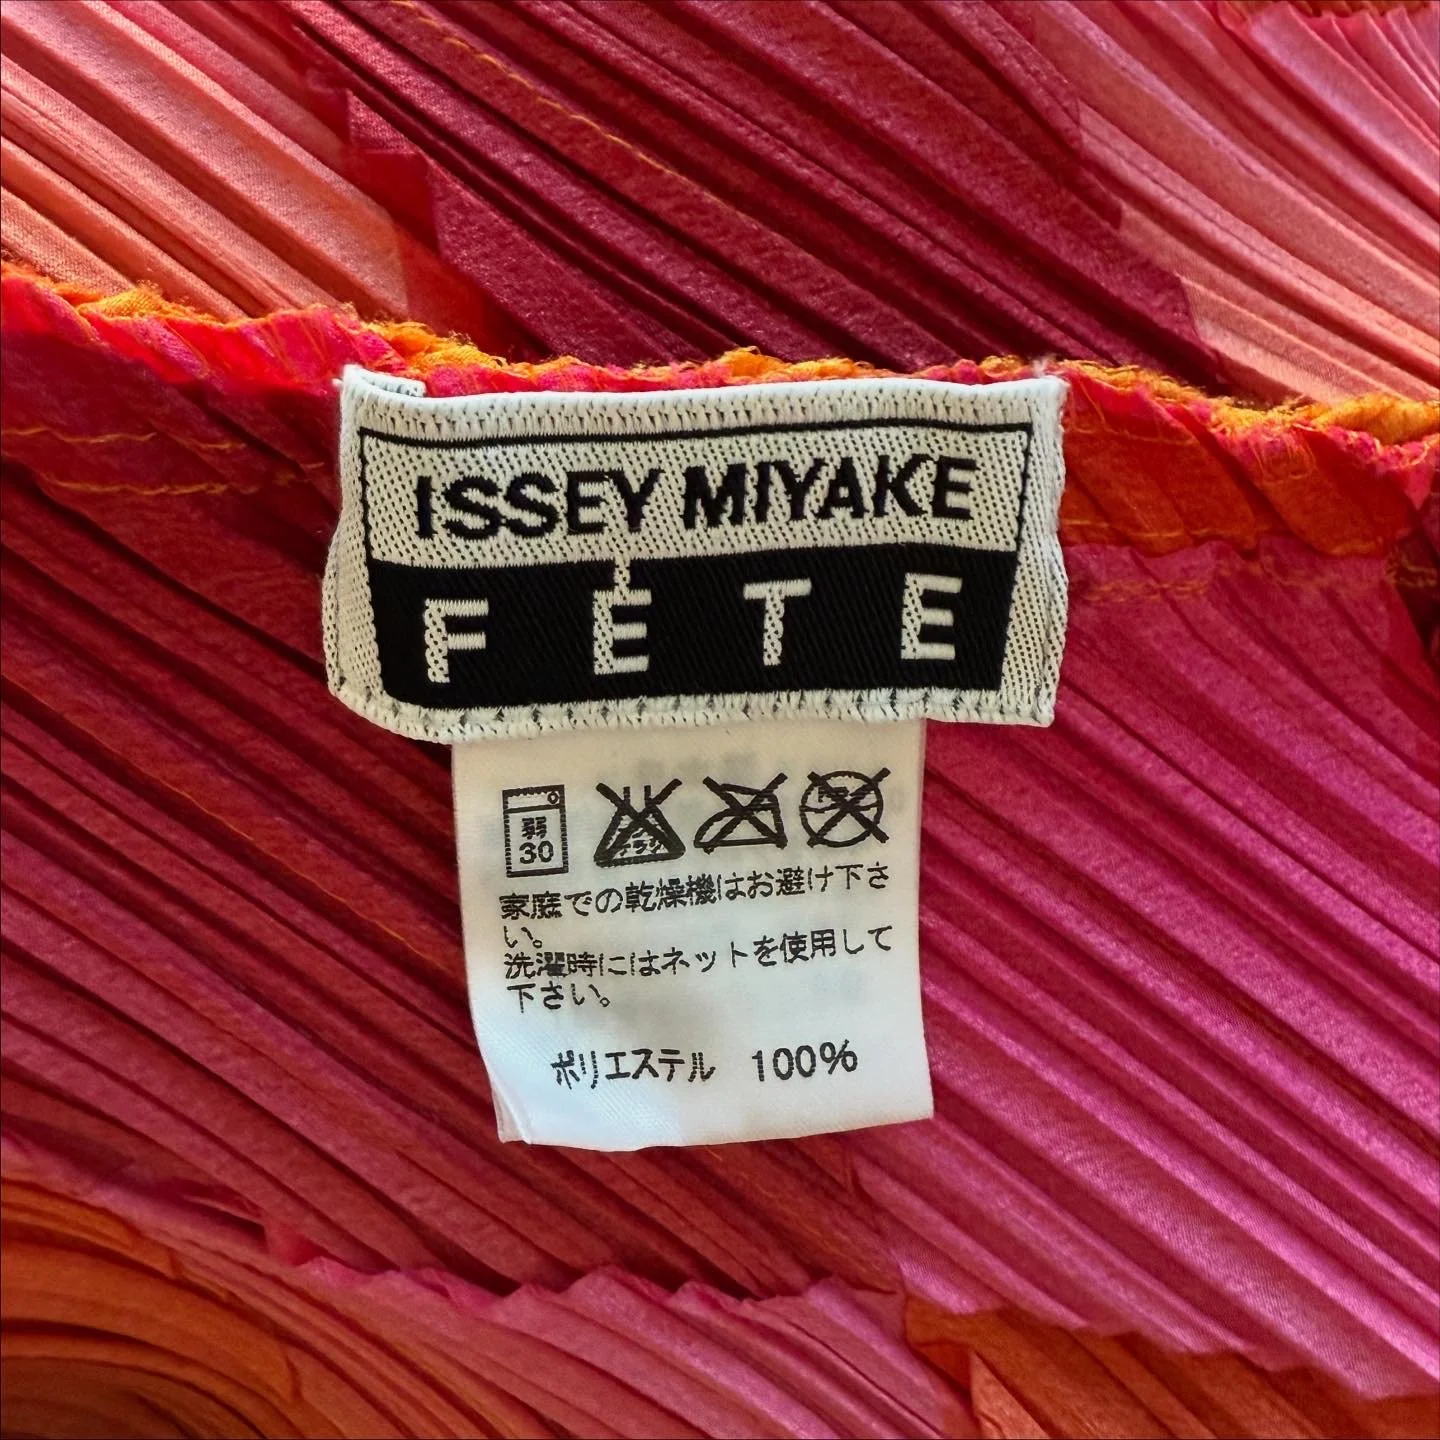 ISSEY MIYAKE
FÊTE
弱
30
家庭での乾燥機はお避け下さ
い。
洗濯時にはネットを使用して
下さい。
ポリエステル 100%